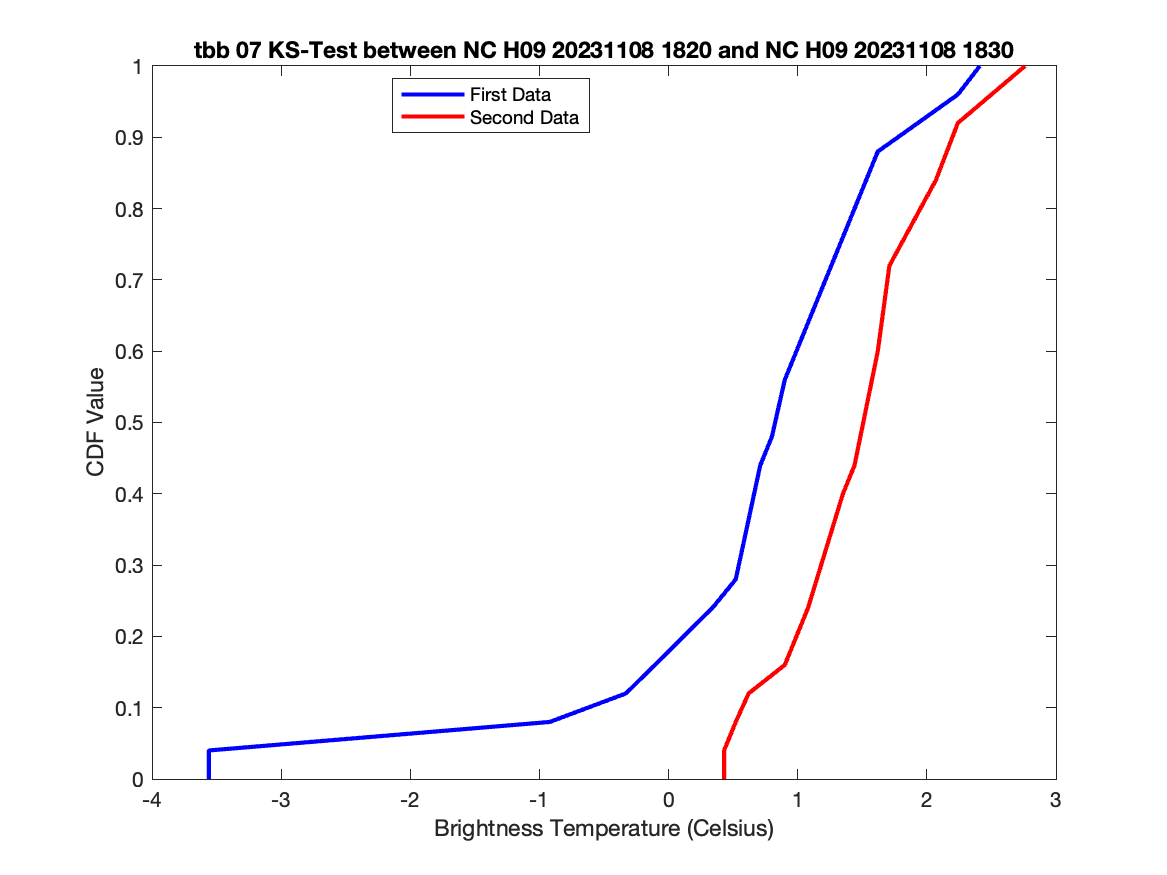 tbb 07 KS-Test between NC H09 20231108 1820 and NC H09 20231108 1830
First Data
Second Data
1
0.9
0.8
0.7
0.6
0.5
0.4
0.3
0.2
0.1
0
CDF Value
-4 -3 -2 -1 0 1 2 3
Brightness Temperature (Celsius)